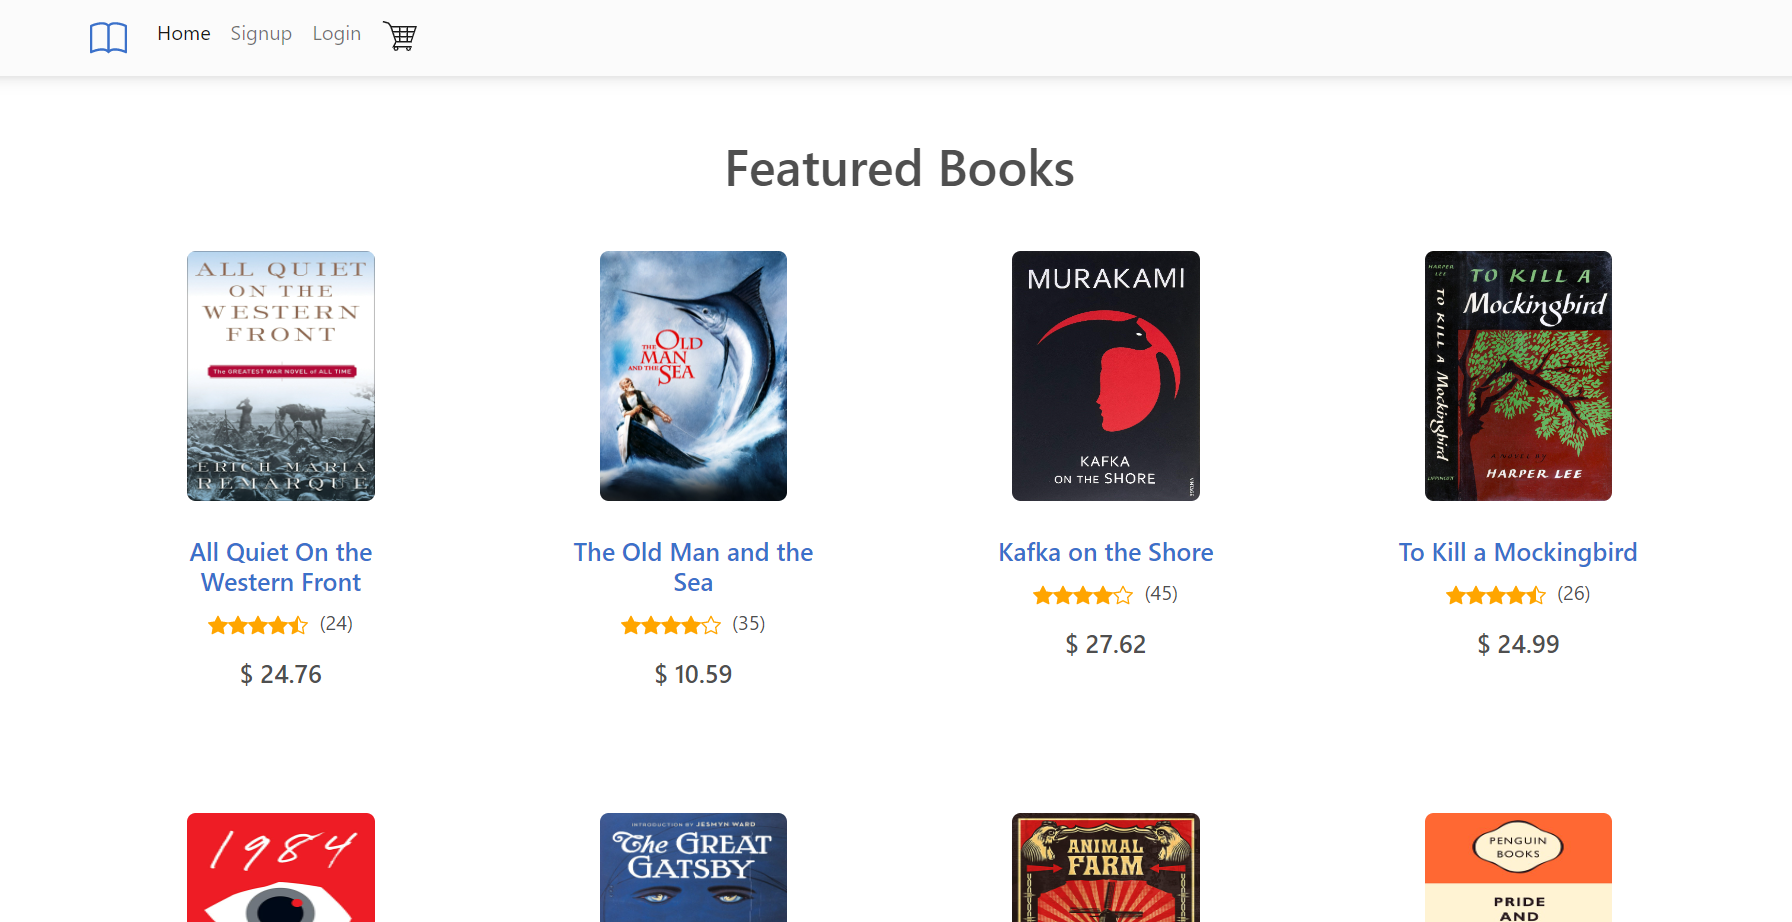 Home Signup Login
Featured Books
ALL QUIET
ON THE
WESTERN
FRONT
The GREATEST WAR NOVEL of ALL TIME
ERICH MARIA
REMARQUE
THE OLD
MAN
AND THE SEA
MURAKAMI
KAFKA
ON THE SHORE
HARPER
LEE
TO KILL A Mockingbird
LIPPINCOTT
TO KILL A
Mockingbird
A NOVEL BY
HARPER LEE
All Quiet On the
Western Front
(24)
$ 24.76
The Old Man and the
Sea
(35)
$ 10.59
Kafka on the Shore
(45)
$ 27.62
To Kill a Mockingbird
(26)
$ 24.99
1984
INTRODUCTION BY JESMYN WARD
The GREAT
GATSBY
ANIMAL
FARM
PENGUIN
BOOKS
PRIDE
AND